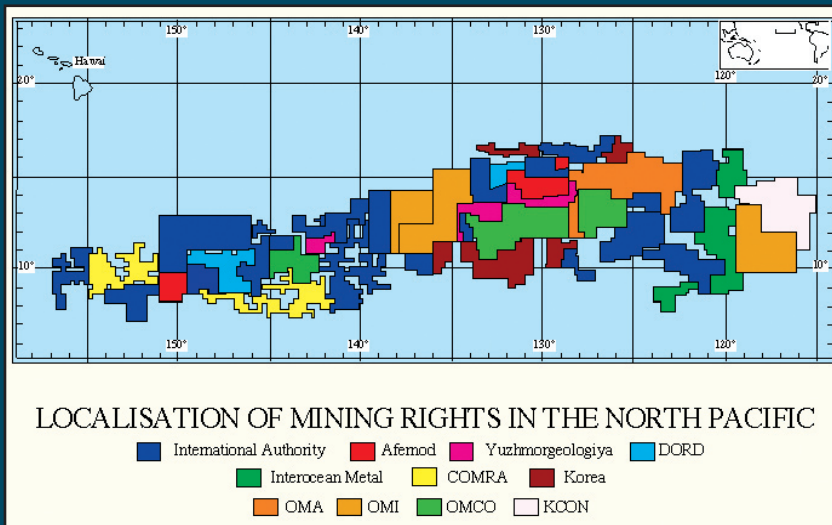 150° 140° 130°
120° 20°
Hawai
20°
10° 10°
150° 140° 130° 120°
LOCALISATION OF MINING RIGHTS IN THE NORTH PACIFIC
International Authority Afernod Yuzhmorgeologiya DORD
Interocean Metal COMRA Korea
OMA OMI OMCO KCON